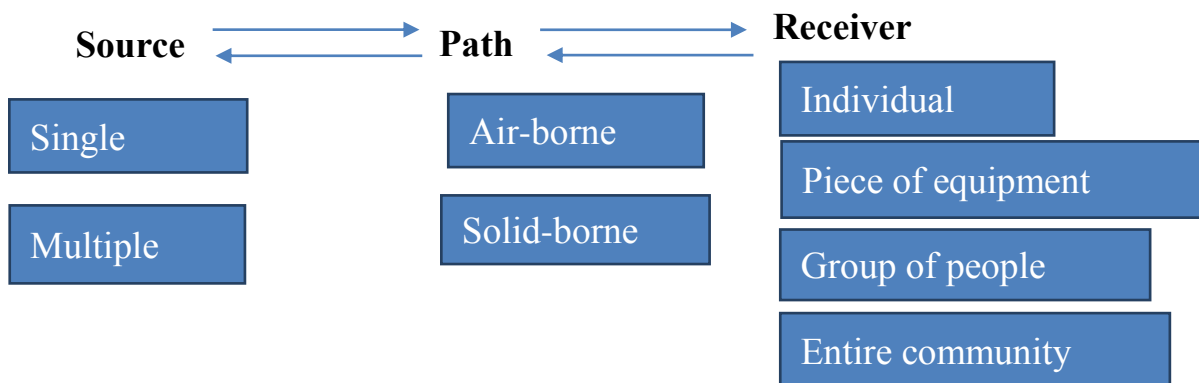 Source
Path
Receiver
Single
Multiple
Air-borne
Solid-borne
Individual
Piece of equipment
Group of people
Entire community